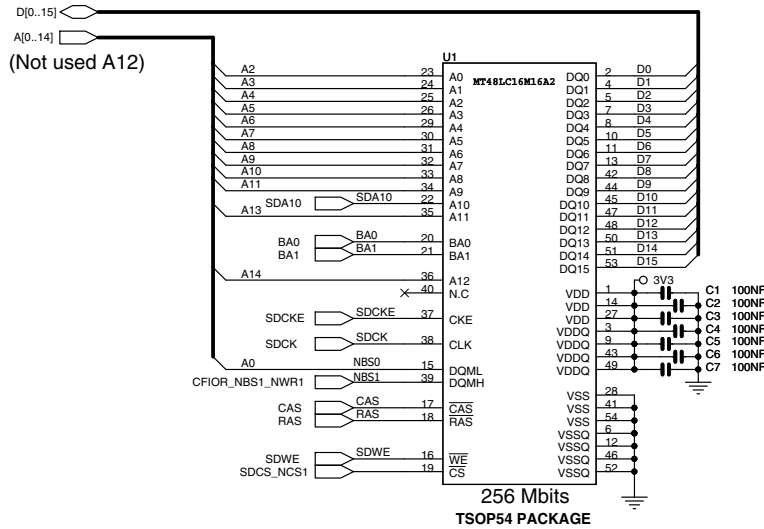 D[0..15]
A[0..14]
(Not used A12)
U1
MT48LC16M16A2
A2 23 A0 DQ0 2 D0
A3 24 A1 DQ1 4 D1
A4 25 A2 DQ2 5 D2
A5 26 A3 DQ3 7 D3
A6 29 A4 DQ4 8 D4
A7 30 A5 DQ5 10 D5
A8 31 A6 DQ6 11 D6
A9 32 A7 DQ7 13 D7
A10 33 A8 DQ8 42 D8
A11 34 A9 DQ9 44 D9
SDA10 SDA10 22 A10 DQ10 45 D10
A13 35 A11 DQ11 47 D11
DQ12 48 D12
BA0 BA0 20 BA0 DQ13 50 D13
BA1 BA1 21 BA1 DQ14 51 D14
DQ15 53 D15
A14 36 A12
40 N.C
3V3
VDD 1 C1 100NF
VDD 14 C2 100NF
SDCKE SDCKE 37 CKE VDD 27 C3 100NF
VDDQ 3 C4 100NF
SDCK SDCK 38 CLK VDDQ 9 C5 100NF
VDDQ 43 C6 100NF
A0 NBS0 15 DQML VDDQ 49 C7 100NF
CFIOR_NBS1_NWR1 NBS1 39 DQMH
VSS 28
CAS CAS 17 CAS VSS 41
RAS RAS 18 RAS VSS 54
VSSQ 6
VSSQ 12
SDWE SDWE 16 WE VSSQ 46
SDCS_NCS1 19 CS VSSQ 52
256 Mbits
TSOP54 PACKAGE